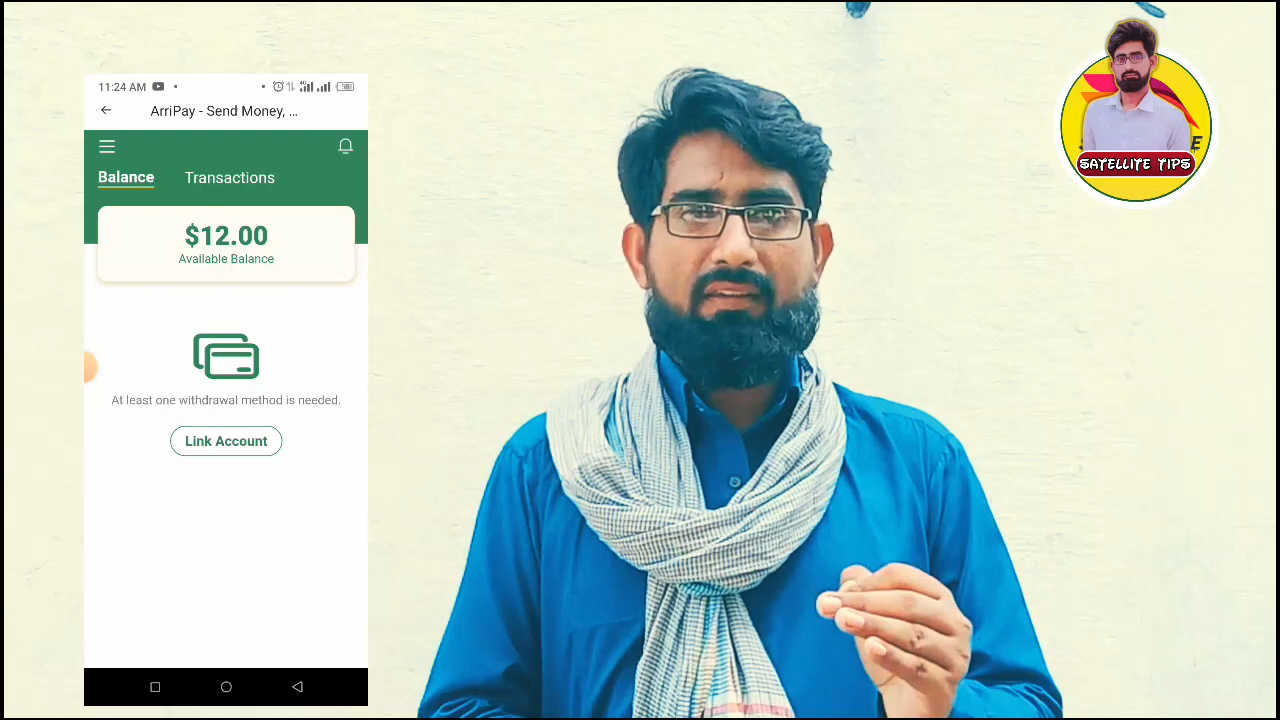 11:24 AM
ArriPay - Send Money, ...
Balance Transactions
$12.00
Available Balance
At least one withdrawal method is needed.
Link Account
SATELLITE TIPS